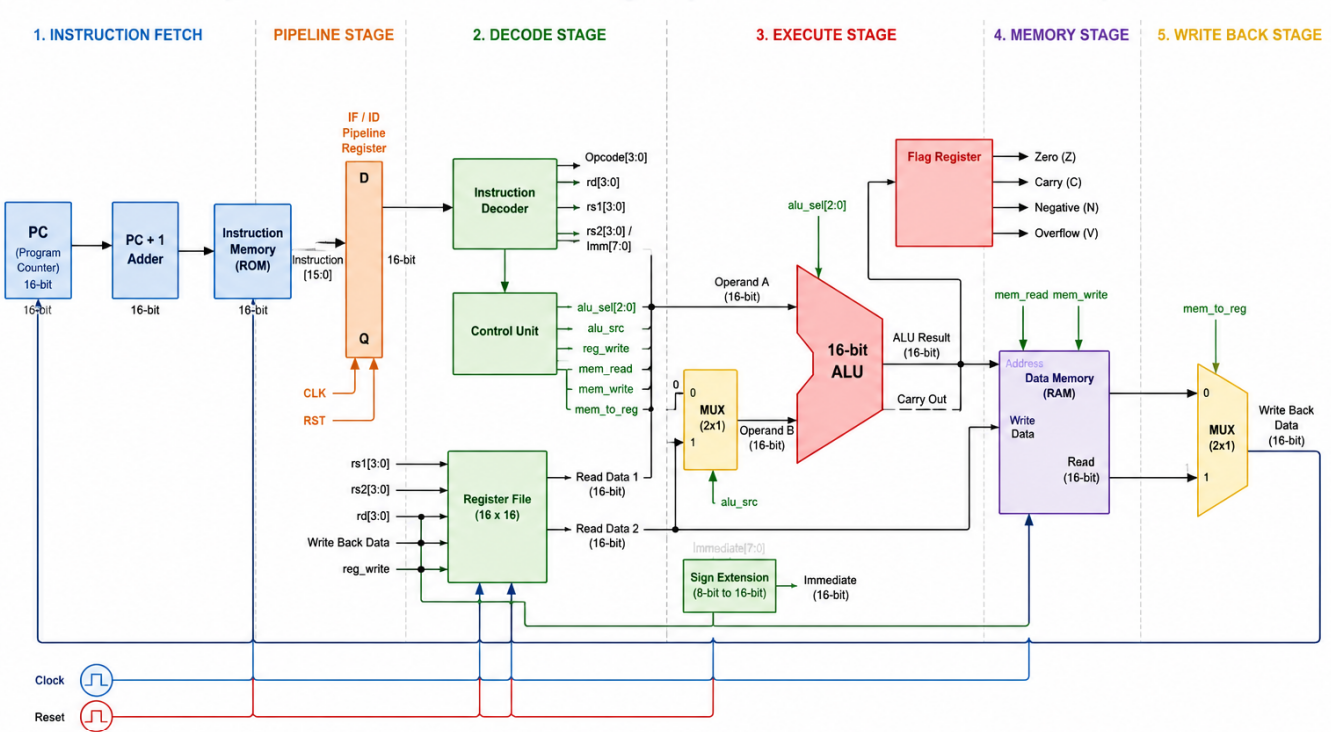 1. INSTRUCTION FETCH
PIPELINE STAGE
2. DECODE STAGE
3. EXECUTE STAGE
4. MEMORY STAGE
5. WRITE BACK STAGE
PC
(Program
Counter)
16-bit
16-bit
PC + 1
Adder
16-bit
Instruction
Memory
(ROM)
16-bit
Instruction
[15:0]
IF / ID
Pipeline
Register
D
Q
16-bit
CLK
RST
Instruction
Decoder
Opcode[3:0]
rd[3:0]
rs1[3:0]
rs2[3:0] /
Imm[7:0]
Control Unit
alu_sel[2:0]
alu_src
reg_write
mem_read
mem_write
mem_to_reg
rs1[3:0]
rs2[3:0]
rd[3:0]
Write Back Data
reg_write
Register File
(16 x 16)
Read Data 1
(16-bit)
Read Data 2
(16-bit)
Operand A
(16-bit)
0
0
1
MUX
(2x1)
alu_src
Operand B
(16-bit)
alu_sel[2:0]
16-bit
ALU
ALU Result
(16-bit)
Carry Out
Flag Register
Zero (Z)
Carry (C)
Negative (N)
Overflow (V)
Immediate[7:0]
Sign Extension
(8-bit to 16-bit)
Immediate
(16-bit)
mem_read
mem_write
Address
Data Memory
(RAM)
Write
Data
Read
(16-bit)
mem_to_reg
0
MUX
(2x1)
1
Write Back
Data
(16-bit)
Clock
Reset